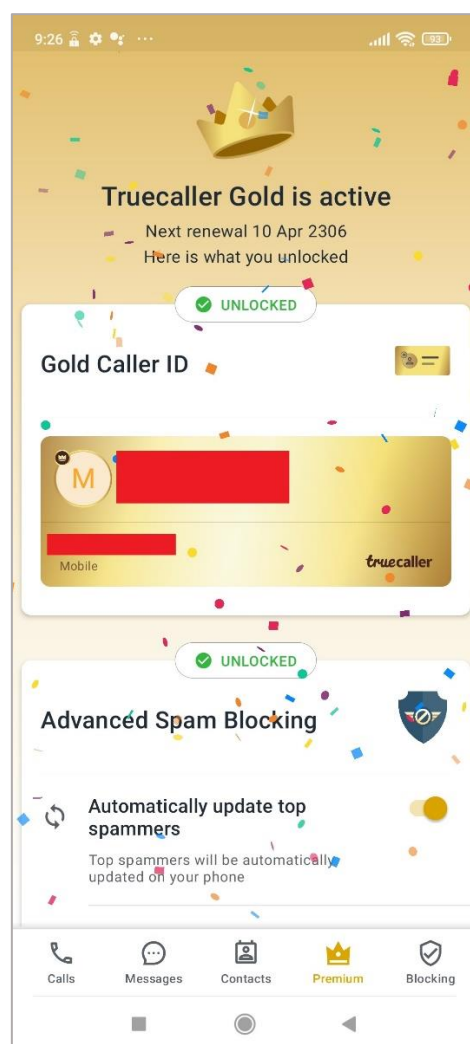 9:26
93
Truecaller Gold is active
Next renewal 10 Apr 2306
Here is what you unlocked
UNLOCKED
Gold Caller ID
M
Mobile
truecaller
UNLOCKED
Advanced Spam Blocking
Automatically update top
spammers
Top spammers will be automatically
updated on your phone
Calls
Messages
Contacts
Premium
Blocking